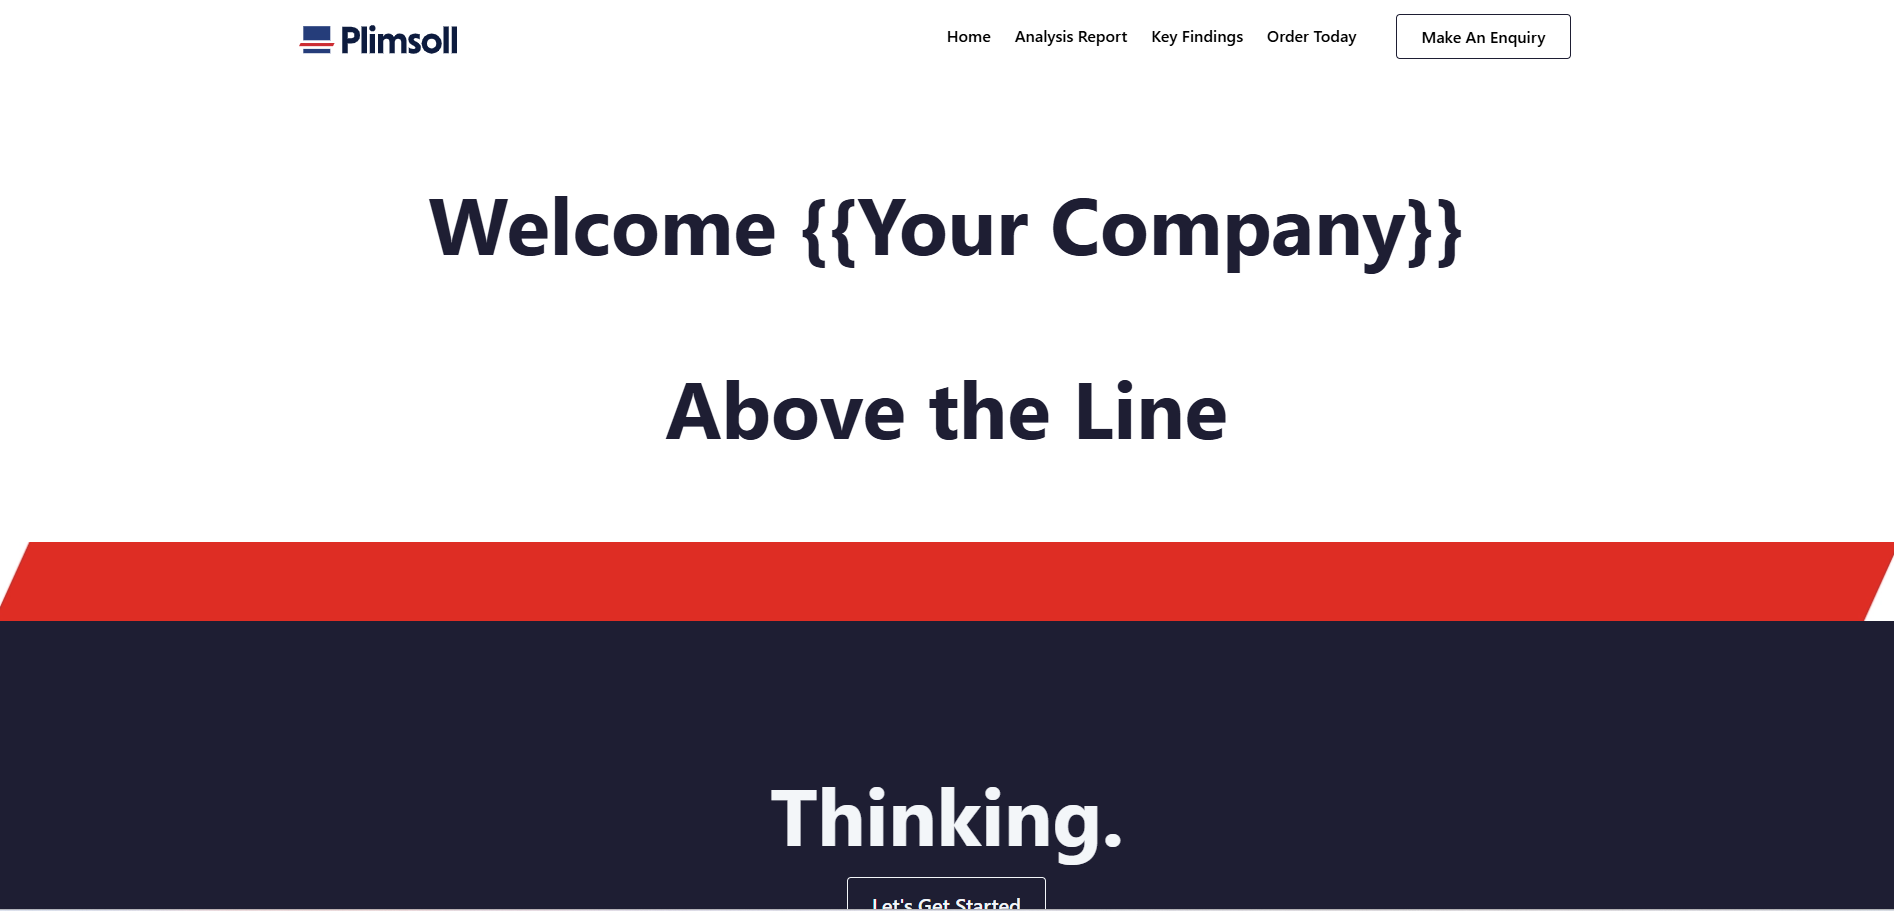 Plimsoll
Home Analysis Report Key Findings Order Today Make An Enquiry
Welcome {{Your Company}}
Above the Line
Thinking.
Let's Get Started